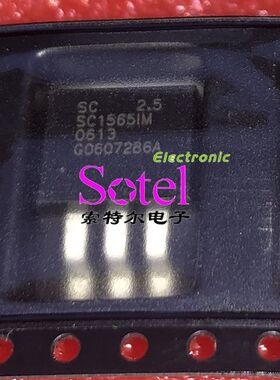 SC 2.5
SC1565IM
0613
G0607286A
Electronic
Sotel
索特尔电子